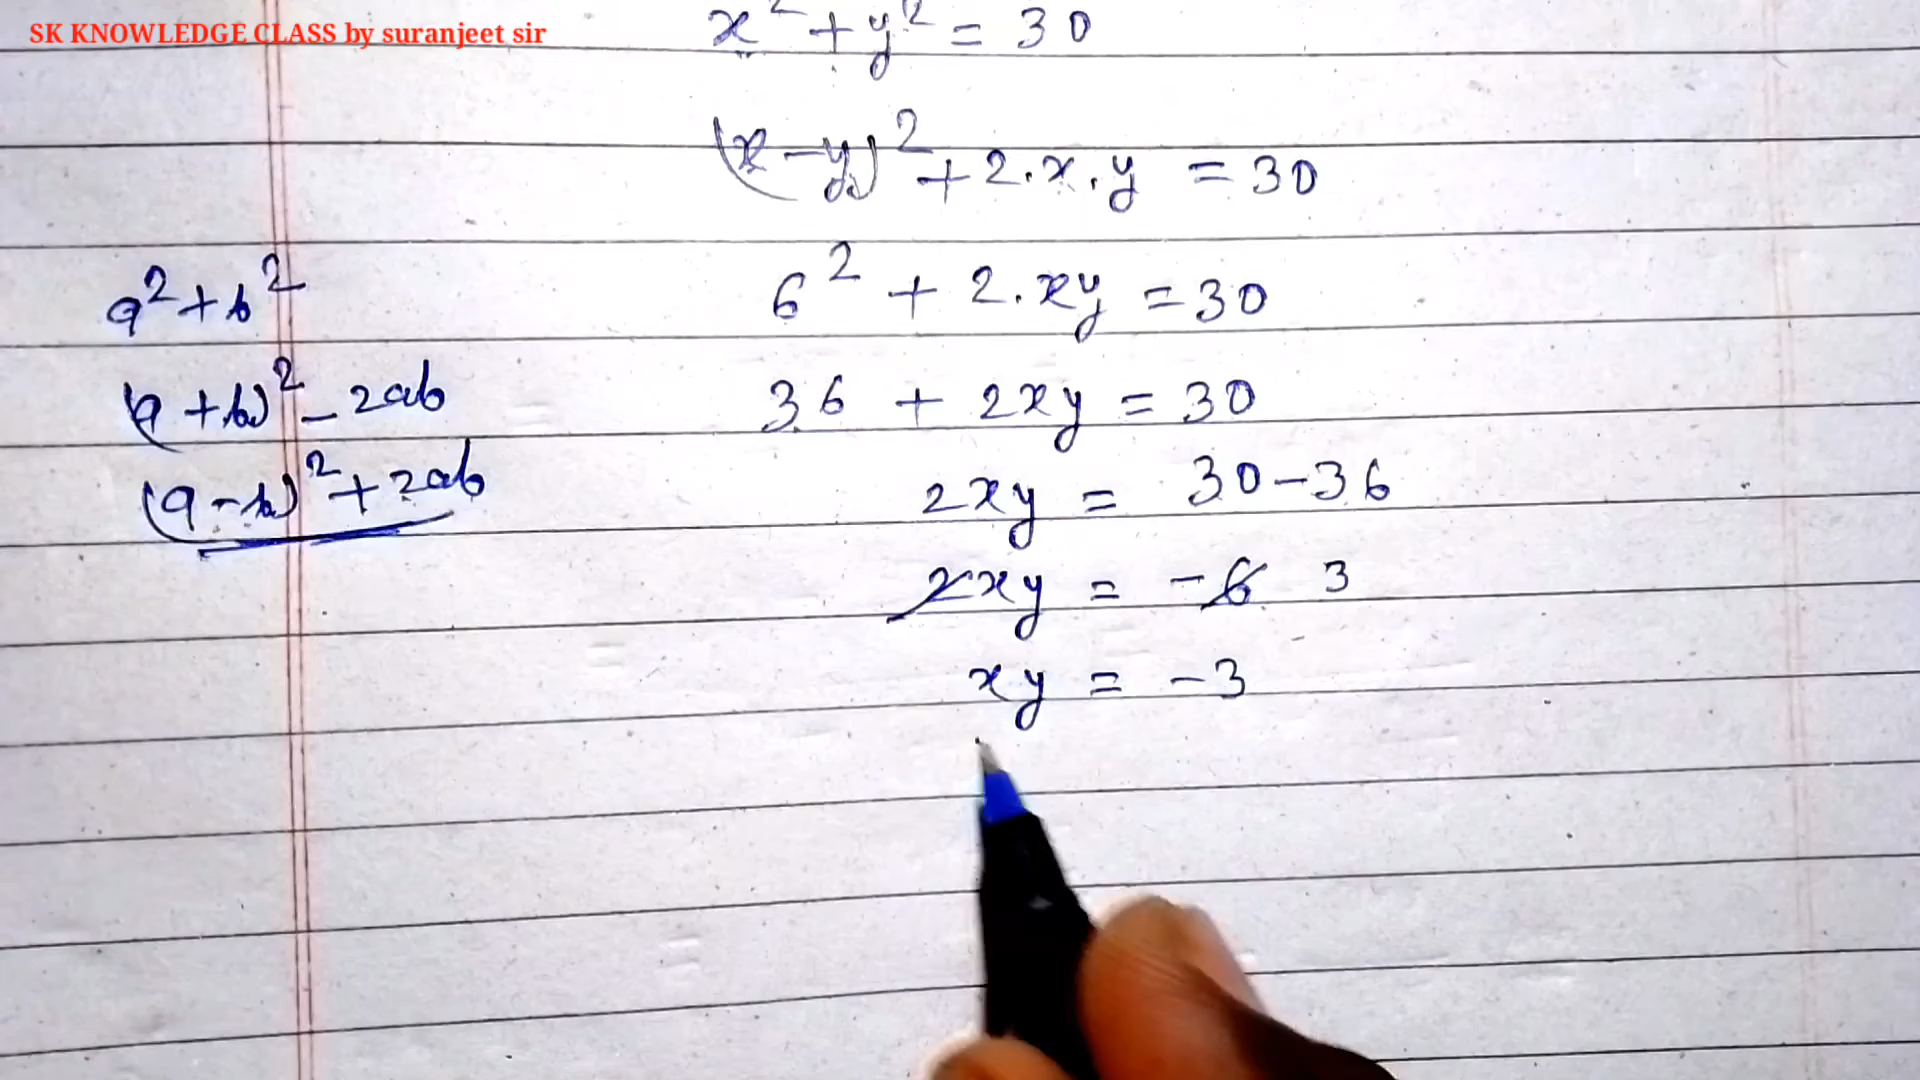 SK KNOWLEDGE CLASS by suranjeet sir
x² + y² = 30
(x - y)² + 2.x.y = 30
6² + 2.xy = 30
36 + 2xy = 30
2xy = 30-36
2xy = -6 3
xy = -3
a² + b²
(a + b)² - 2ab
(a - b)² + 2ab